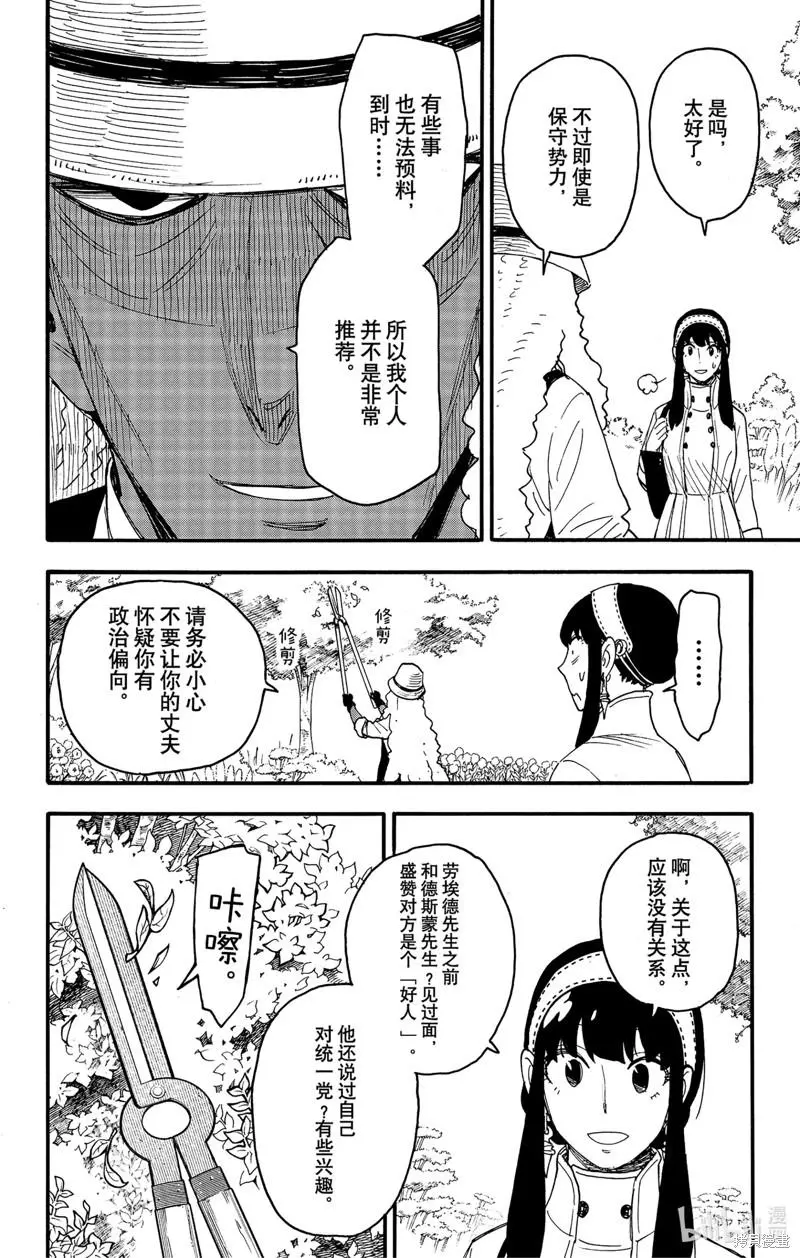 是吗，
太好了。
不过即使是
保守势力，
有些事
也无法预料，
到时……
所以我个人
并不是非常
推荐。
……
修剪
修剪
请务必小心
不要让你的丈夫
怀疑你有
政治偏向。
啊，关于这点，
应该没有关系。
劳埃德先生之前
和德斯蒙先生？见过面，
盛赞对方是个「好人」。
他还说过自己
对统一党？有些兴趣。
咔嚓。
拷贝漫畫